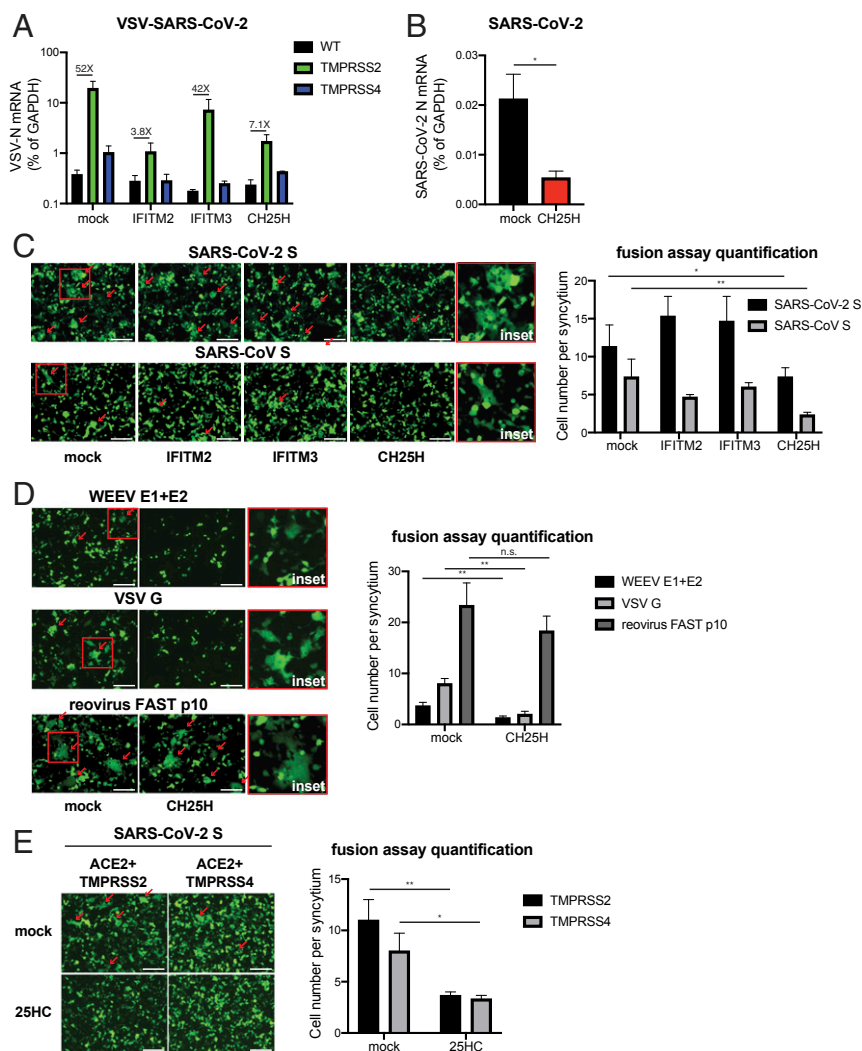 A
VSV-SARS-CoV-2
WT
TMPRSS2
TMPRSS4
VSV-N mRNA
(% of GAPDH)
100
10
1
0.1
52X
3.8X
42X
7.1X
mock
IFITM2
IFITM3
CH25H
B
SARS-CoV-2
SARS-CoV-2 N mRNA
(% of GAPDH)
0.03
0.02
0.01
0.00
*
mock
CH25H
C
SARS-CoV-2 S
inset
SARS-CoV S
inset
mock
IFITM2
IFITM3
CH25H
fusion assay quantification
Cell number per syncytium
20
15
10
5
0
*
**
SARS-CoV-2 S
SARS-CoV S
mock
IFITM2
IFITM3
CH25H
D
WEEV E1+E2
inset
VSV G
inset
reovirus FAST p10
inset
mock
CH25H
fusion assay quantification
Cell number per syncytium
30
20
10
0
n.s.
**
**
WEEV E1+E2
VSV G
reovirus FAST p10
mock
CH25H
E
SARS-CoV-2 S
ACE2+
TMPRSS2
ACE2+
TMPRSS4
mock
25HC
fusion assay quantification
Cell number per syncytium
15
10
5
0
**
*
TMPRSS2
TMPRSS4
mock
25HC